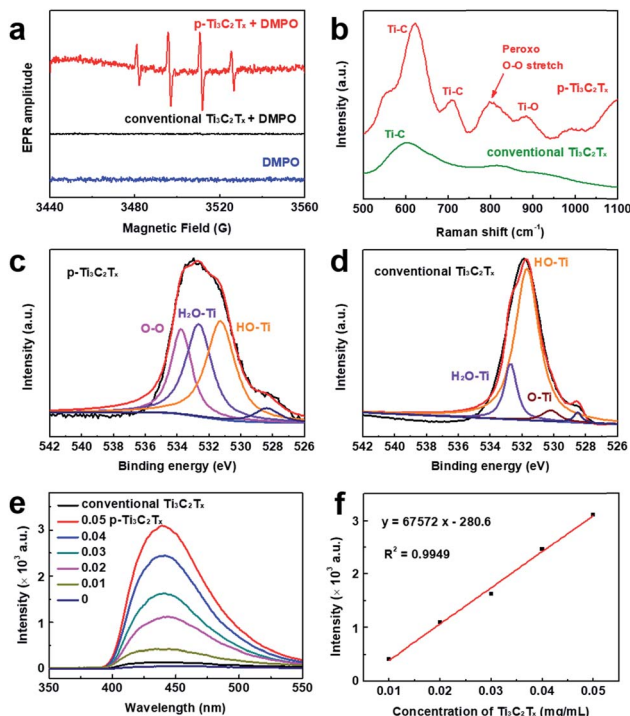 a
p-Ti₃C₂Tₓ + DMPO
conventional Ti₃C₂Tₓ + DMPO
DMPO
EPR amplitude
3440 3480 3520 3560
Magnetic Field (G)
b
Ti-C
Peroxo
O-O stretch
Ti-C
Ti-O
p-Ti₃C₂Tₓ
Ti-C
conventional Ti₃C₂Tₓ
Intensity (a.u.)
500 600 700 800 900 1000 1100
Raman shift (cm⁻¹)
c
p-Ti₃C₂Tₓ
O-O
H₂O-Ti
HO-Ti
Intensity (a.u.)
542 540 538 536 534 532 530 528 526
Binding energy (eV)
d
conventional Ti₃C₂Tₓ
HO-Ti
H₂O-Ti
O-Ti
Intensity (a.u.)
542 540 538 536 534 532 530 528 526
Binding energy (eV)
e
conventional Ti₃C₂Tₓ
0.05 p-Ti₃C₂Tₓ
0.04
0.03
0.02
0.01
0
Intensity (× 10³ a.u.)
3
2
1
0
350 400 450 500 550
Wavelength (nm)
f
y = 67572 x - 280.6
R² = 0.9949
Intensity (× 10³ a.u.)
3
2
1
0
0.01 0.02 0.03 0.04 0.05
Concentration of Ti₃C₂Tₓ (mg/mL)